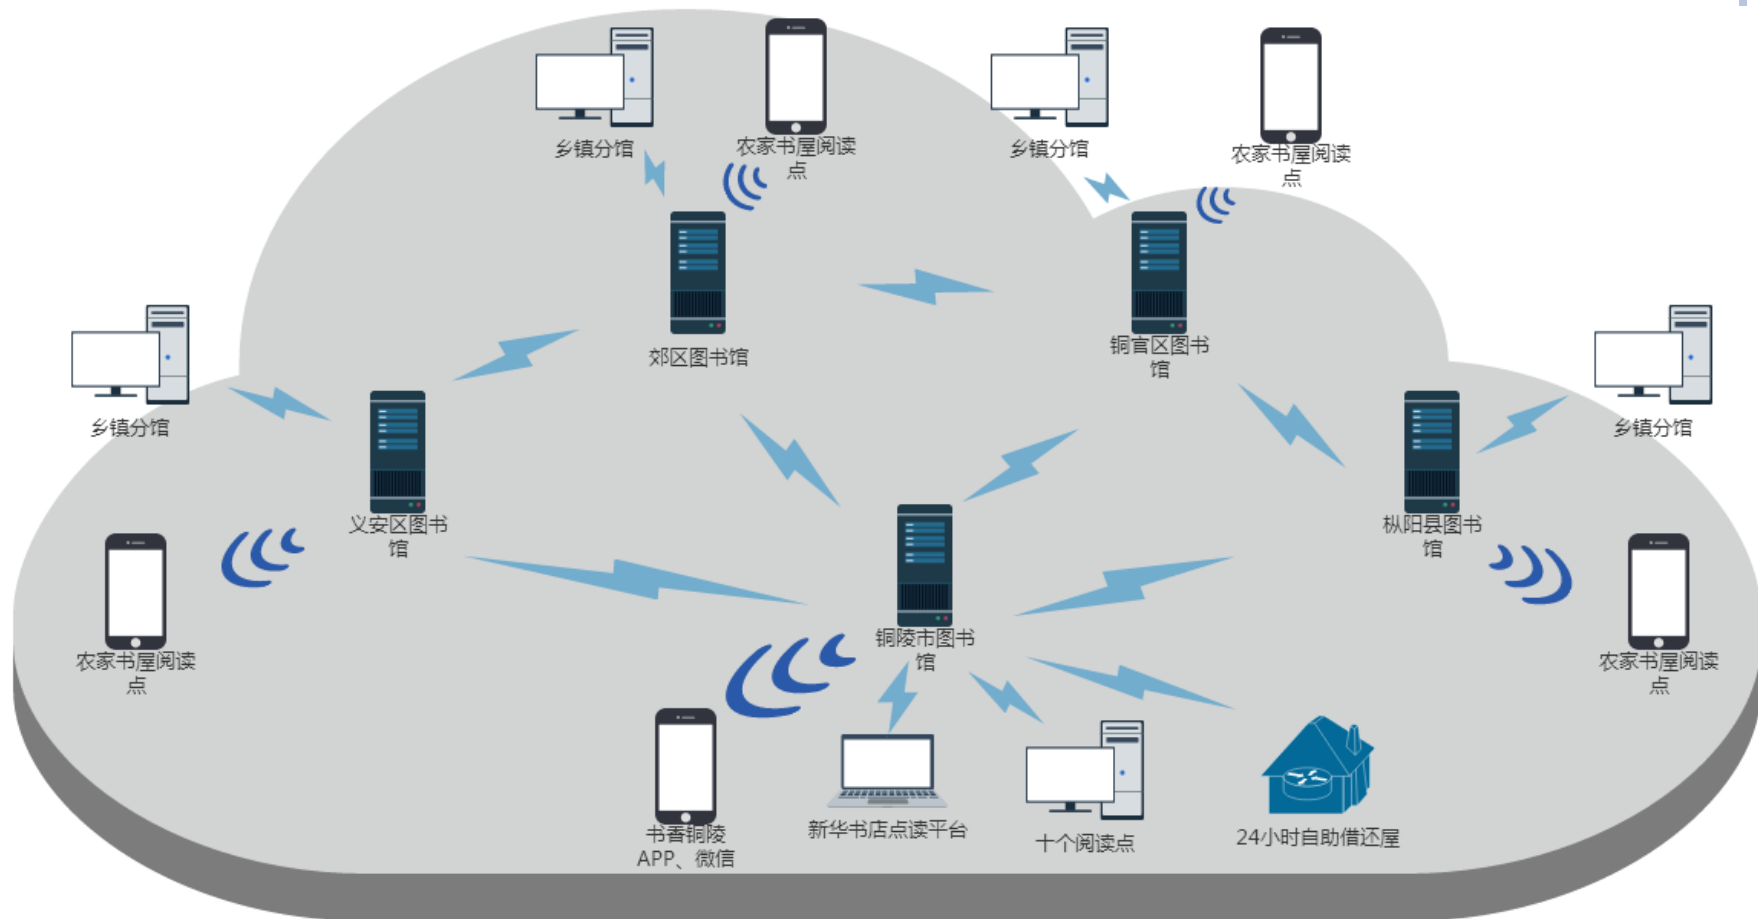 乡镇分馆
农家书屋阅读
点
乡镇分馆
农家书屋阅读
点
郊区图书馆
铜官区图书
馆
乡镇分馆
乡镇分馆
义安区图书
馆
枞阳县图书
馆
农家书屋阅读
点
铜陵市图书
馆
农家书屋阅读
点
书香铜陵
APP、微信
新华书店点读平台
十个阅读点
24小时自助借还屋